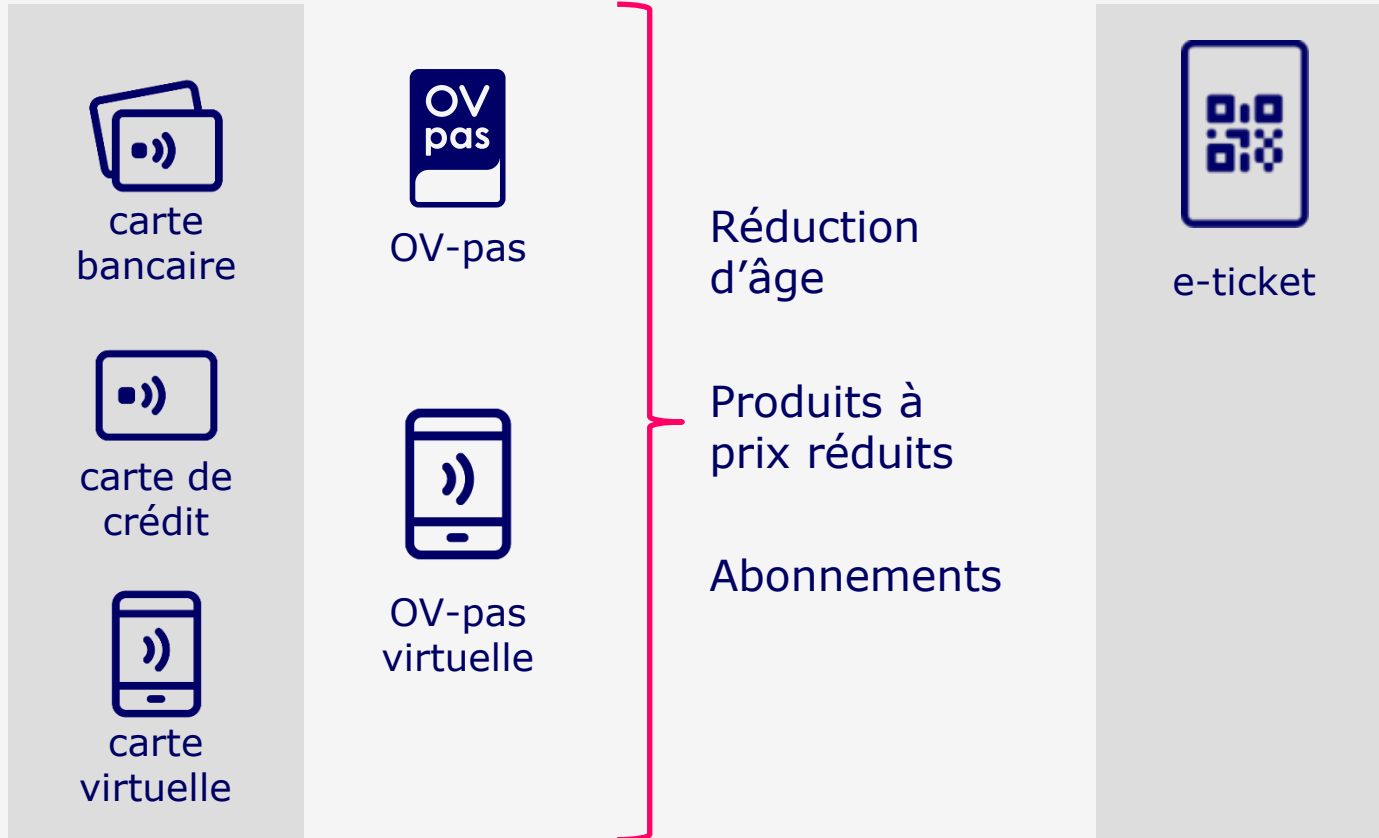 carte
bancaire
carte de
crédit
carte
virtuelle
OV
pas
OV-pas
OV-pas
virtuelle
Réduction
d’âge
Produits à
prix réduits
Abonnements
e-ticket